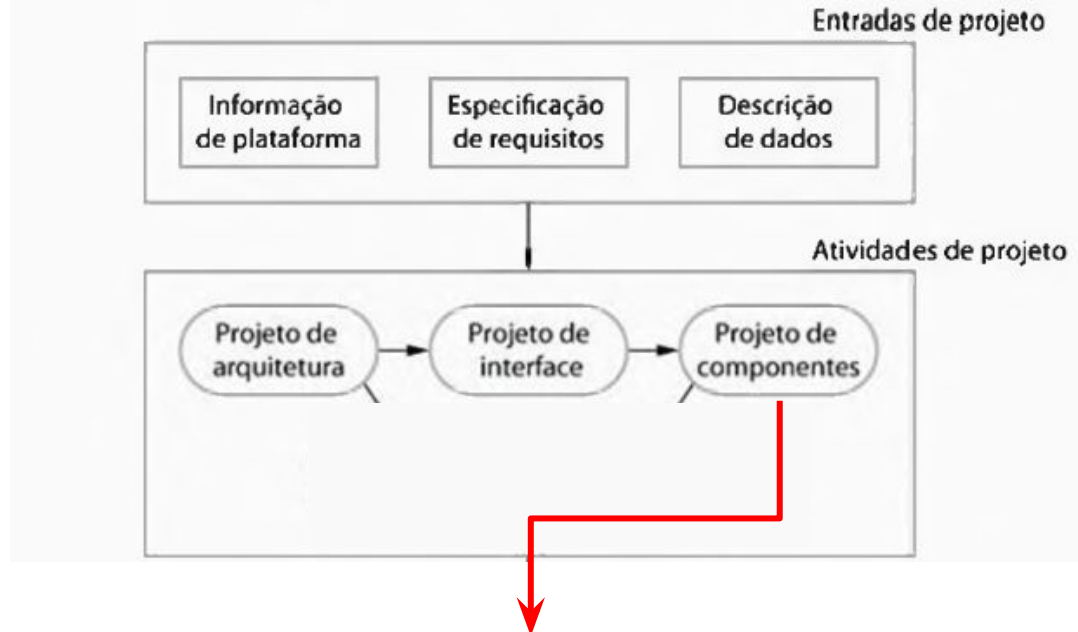 Entradas de projeto
Informação
de plataforma
Especificação
de requisitos
Descrição
de dados
Atividades de projeto
Projeto de
arquitetura
Projeto de
interface
Projeto de
componentes